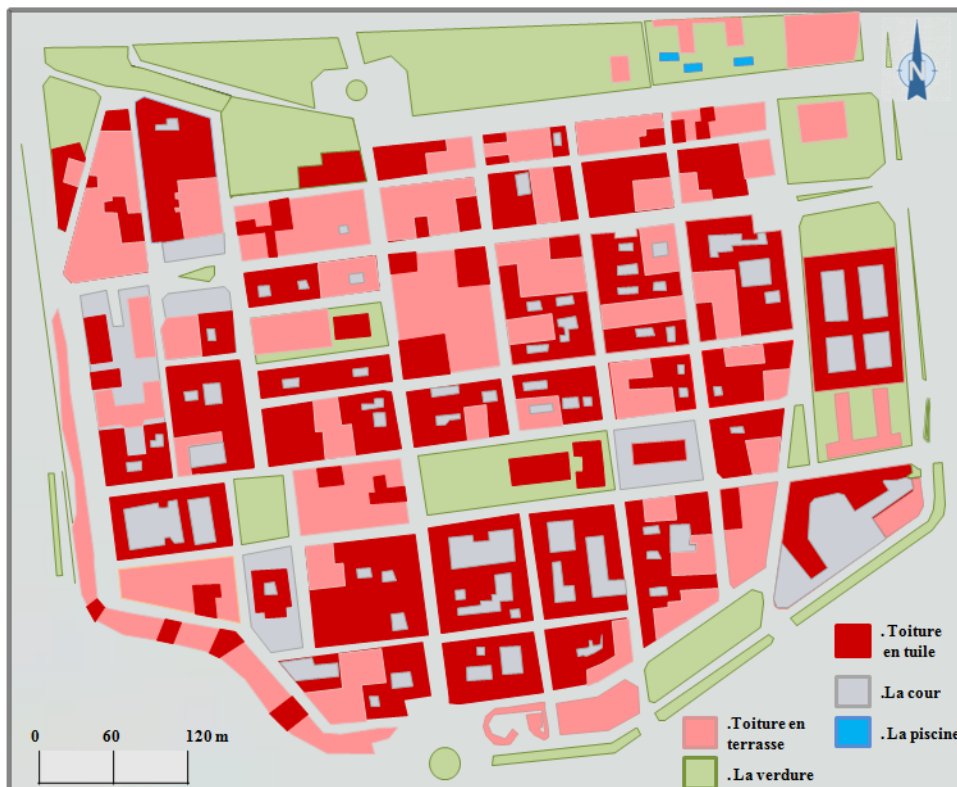 N
. Toiture
en tuile
.La cour
.Toiture en
terrasse
.La piscine
.La verdure
0 60 120 m